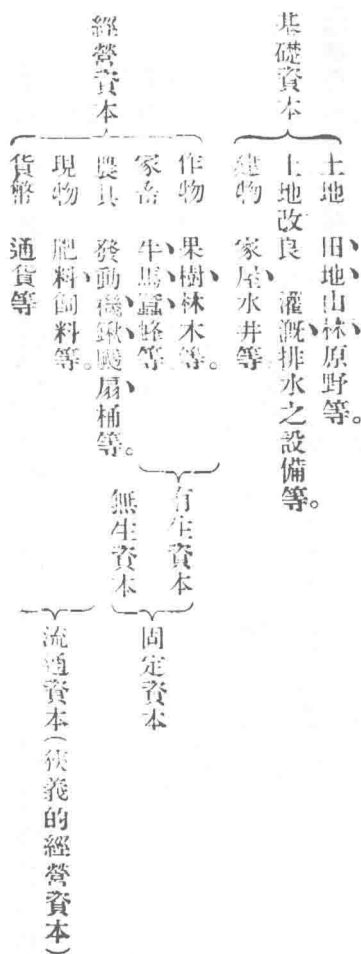 基礎資本
土地 旧地、山林、原野等。
土地改良 灌漑、排水之設備等。
建物 家屋、水井等、
經營資本
作物 果樹、林木等。
家畜 牛、馬、蠶、蜂等、
農具 發動機、鍬、颺扇、桶等。
現物 肥料、飼料等。
貨幣 通貨等
有生資本
無生資本
固定資本
流通資本(狹義的經營資本)